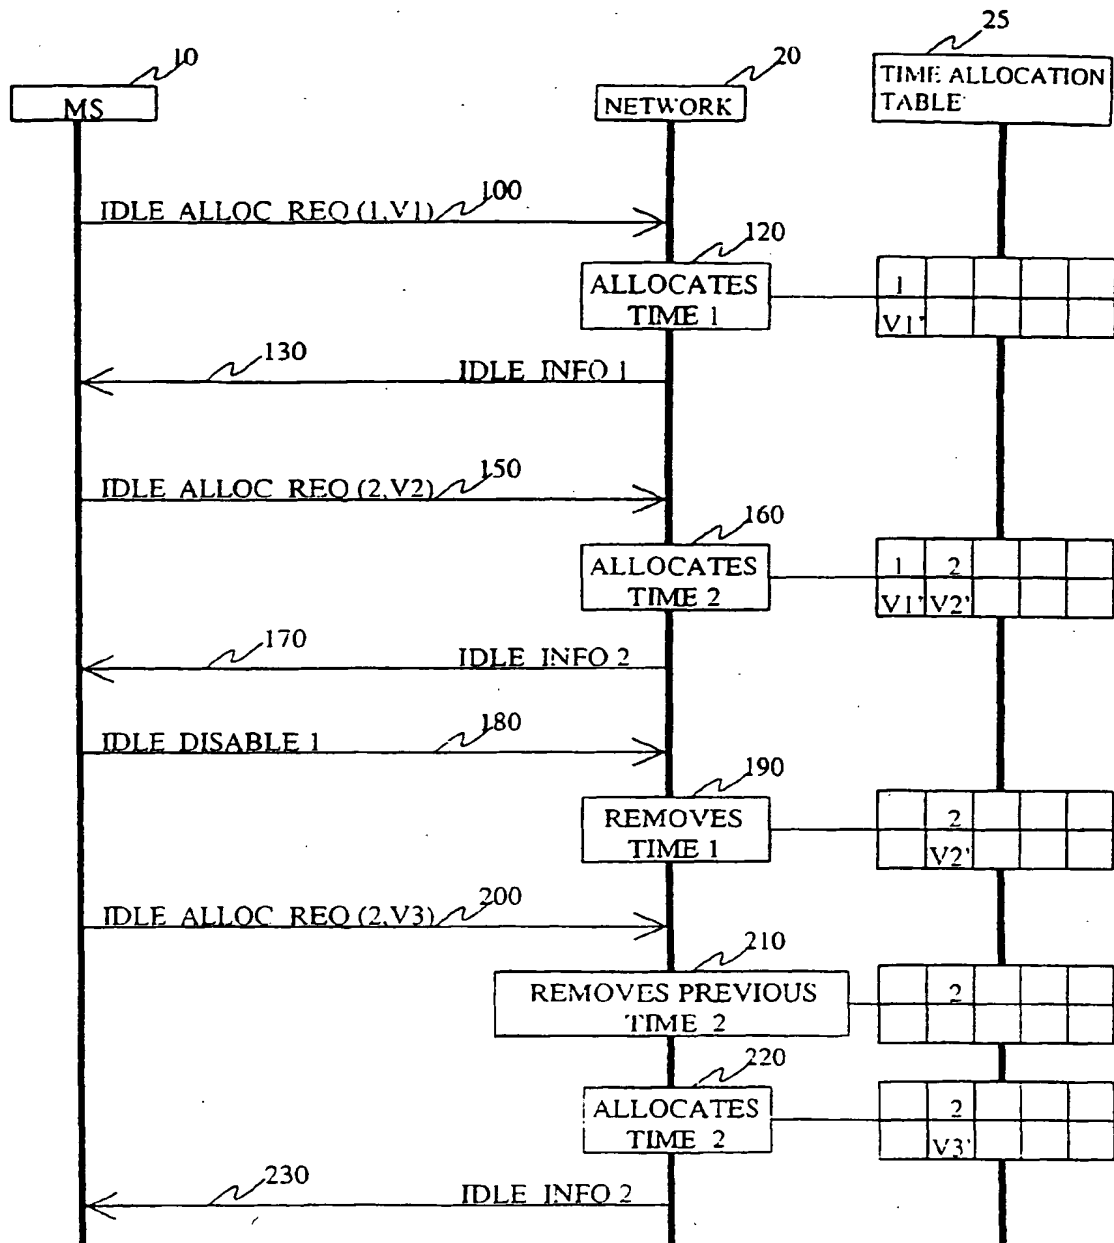 10
20
25
MS
NETWORK
TIME ALLOCATION
TABLE
IDLE ALLOC REQ (1,V1)
100
120
ALLOCATES
TIME 1
1
V1'
130
IDLE INFO 1
IDLE ALLOC REQ (2,V2)
150
160
ALLOCATES
TIME 2
1 2
V1' V2'
170
IDLE INFO 2
IDLE DISABLE 1
180
190
REMOVES
TIME 1
2
V2'
IDLE ALLOC REQ (2,V3)
200
210
REMOVES PREVIOUS
TIME 2
2
220
ALLOCATES
TIME 2
2
V3'
230
IDLE INFO 2